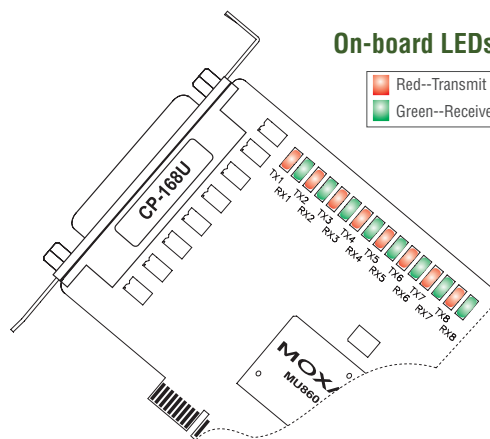 On-board LEDs
Red--Transmit
Green--Receive
CP-168U
TX1
RX1
TX2
RX2
TX3
RX3
TX4
RX4
TX5
RX5
TX6
RX6
TX7
RX7
TX8
RX8
MOXA
MU860